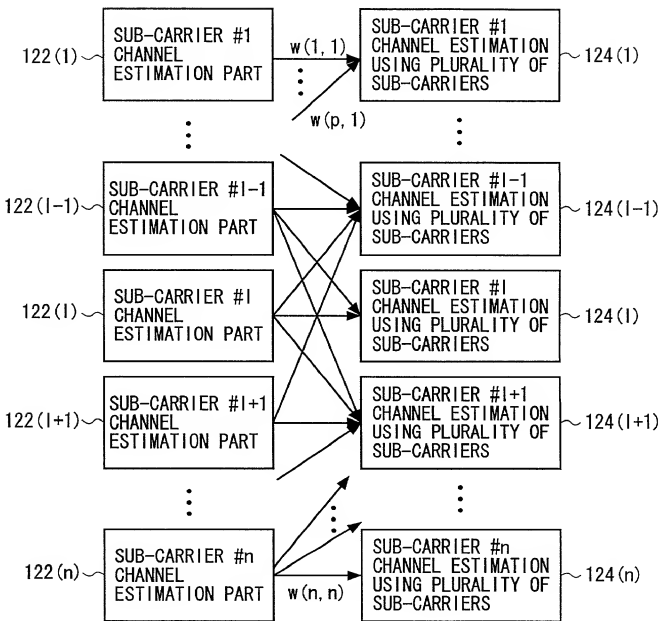 122(1)
SUB-CARRIER #1
CHANNEL
ESTIMATION PART
w(1, 1)
w(p, 1)
SUB-CARRIER #1
CHANNEL ESTIMATION
USING PLURALITY OF
SUB-CARRIERS
124(1)
122(l-1)
SUB-CARRIER #l-1
CHANNEL
ESTIMATION PART
SUB-CARRIER #l-1
CHANNEL ESTIMATION
USING PLURALITY OF
SUB-CARRIERS
124(l-1)
122(l)
SUB-CARRIER #l
CHANNEL
ESTIMATION PART
SUB-CARRIER #l
CHANNEL ESTIMATION
USING PLURALITY OF
SUB-CARRIERS
124(l)
122(l+1)
SUB-CARRIER #l+1
CHANNEL
ESTIMATION PART
SUB-CARRIER #l+1
CHANNEL ESTIMATION
USING PLURALITY OF
SUB-CARRIERS
124(l+1)
122(n)
SUB-CARRIER #n
CHANNEL
ESTIMATION PART
w(n, n)
SUB-CARRIER #n
CHANNEL ESTIMATION
USING PLURALITY OF
SUB-CARRIERS
124(n)